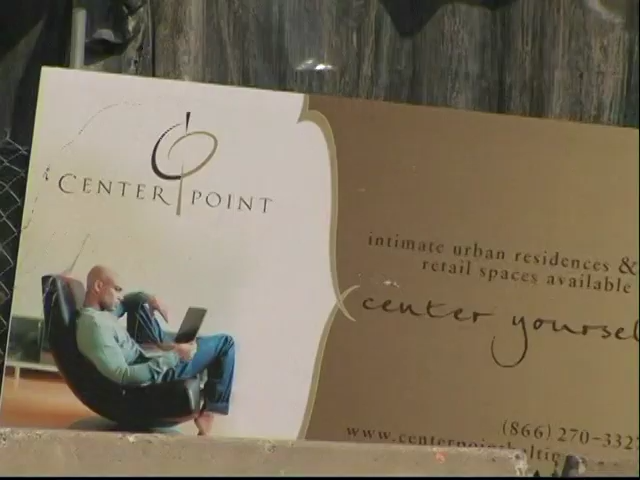 CENTER POINT
intimate urban residences &
retail spaces available
center yoursel
(866) 270-332